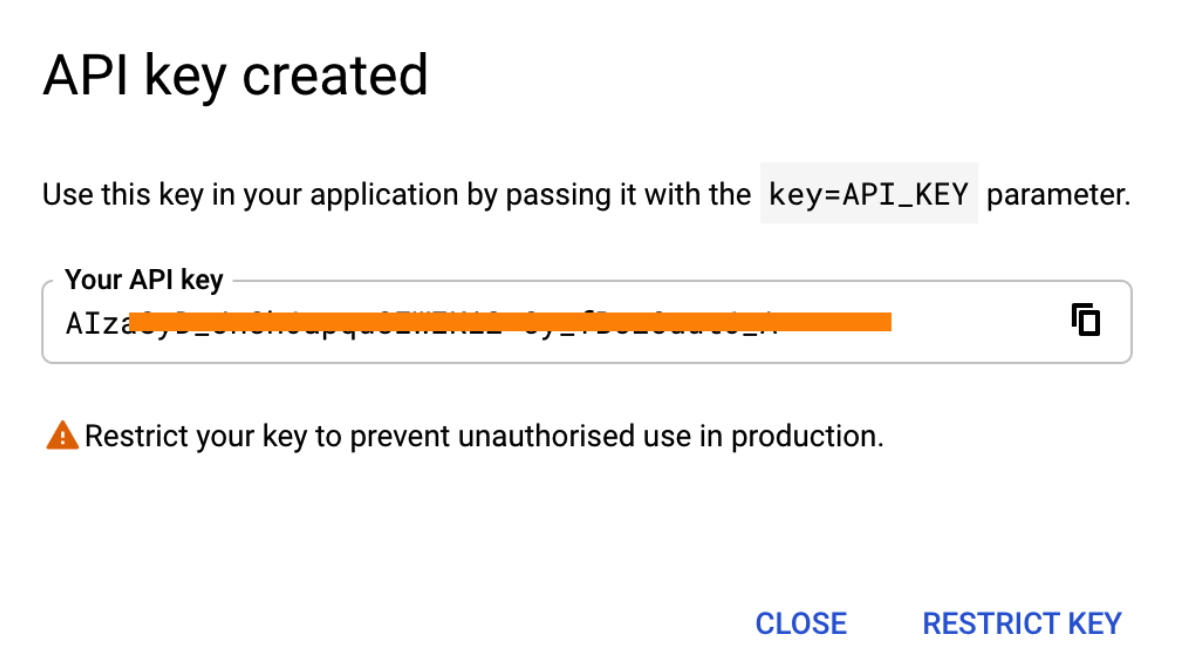 API key created
Use this key in your application by passing it with the key=API_KEY parameter.
Your API key
AIza
Restrict your key to prevent unauthorised use in production.
CLOSE
RESTRICT KEY